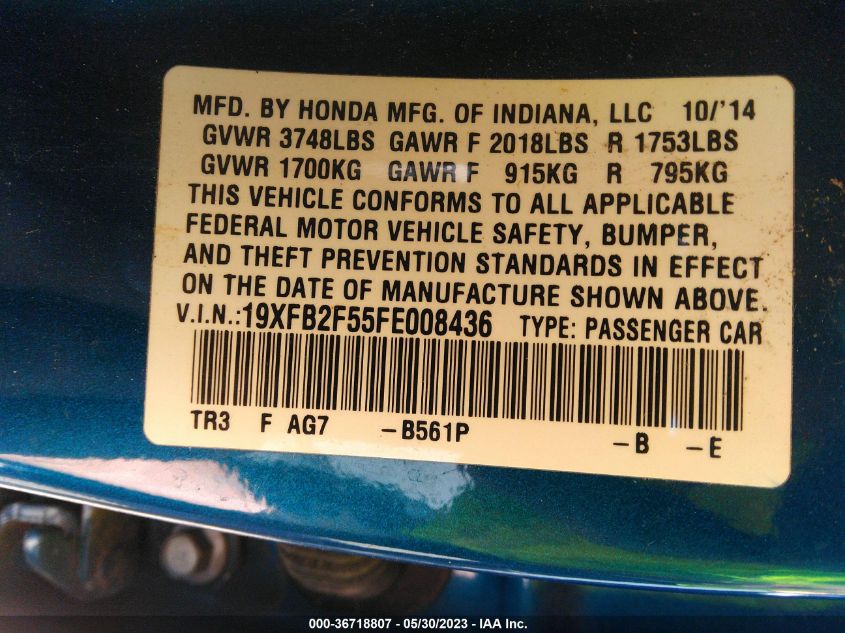 MFD. BY HONDA MFG. OF INDIANA, LLC 10/'14
GVWR 3748LBS GAWR F 2018LBS R 1753LBS
GVWR 1700KG GAWR F 915KG R 795KG
THIS VEHICLE CONFORMS TO ALL APPLICABLE
FEDERAL MOTOR VEHICLE SAFETY, BUMPER,
AND THEFT PREVENTION STANDARDS IN EFFECT
ON THE DATE OF MANUFACTURE SHOWN ABOVE.
V.I.N.:19XFB2F55FE008436 TYPE: PASSENGER CAR
TR3 F AG7 -B561P -B -E
000-36718807 - 05/30/2023 - IAA Inc.